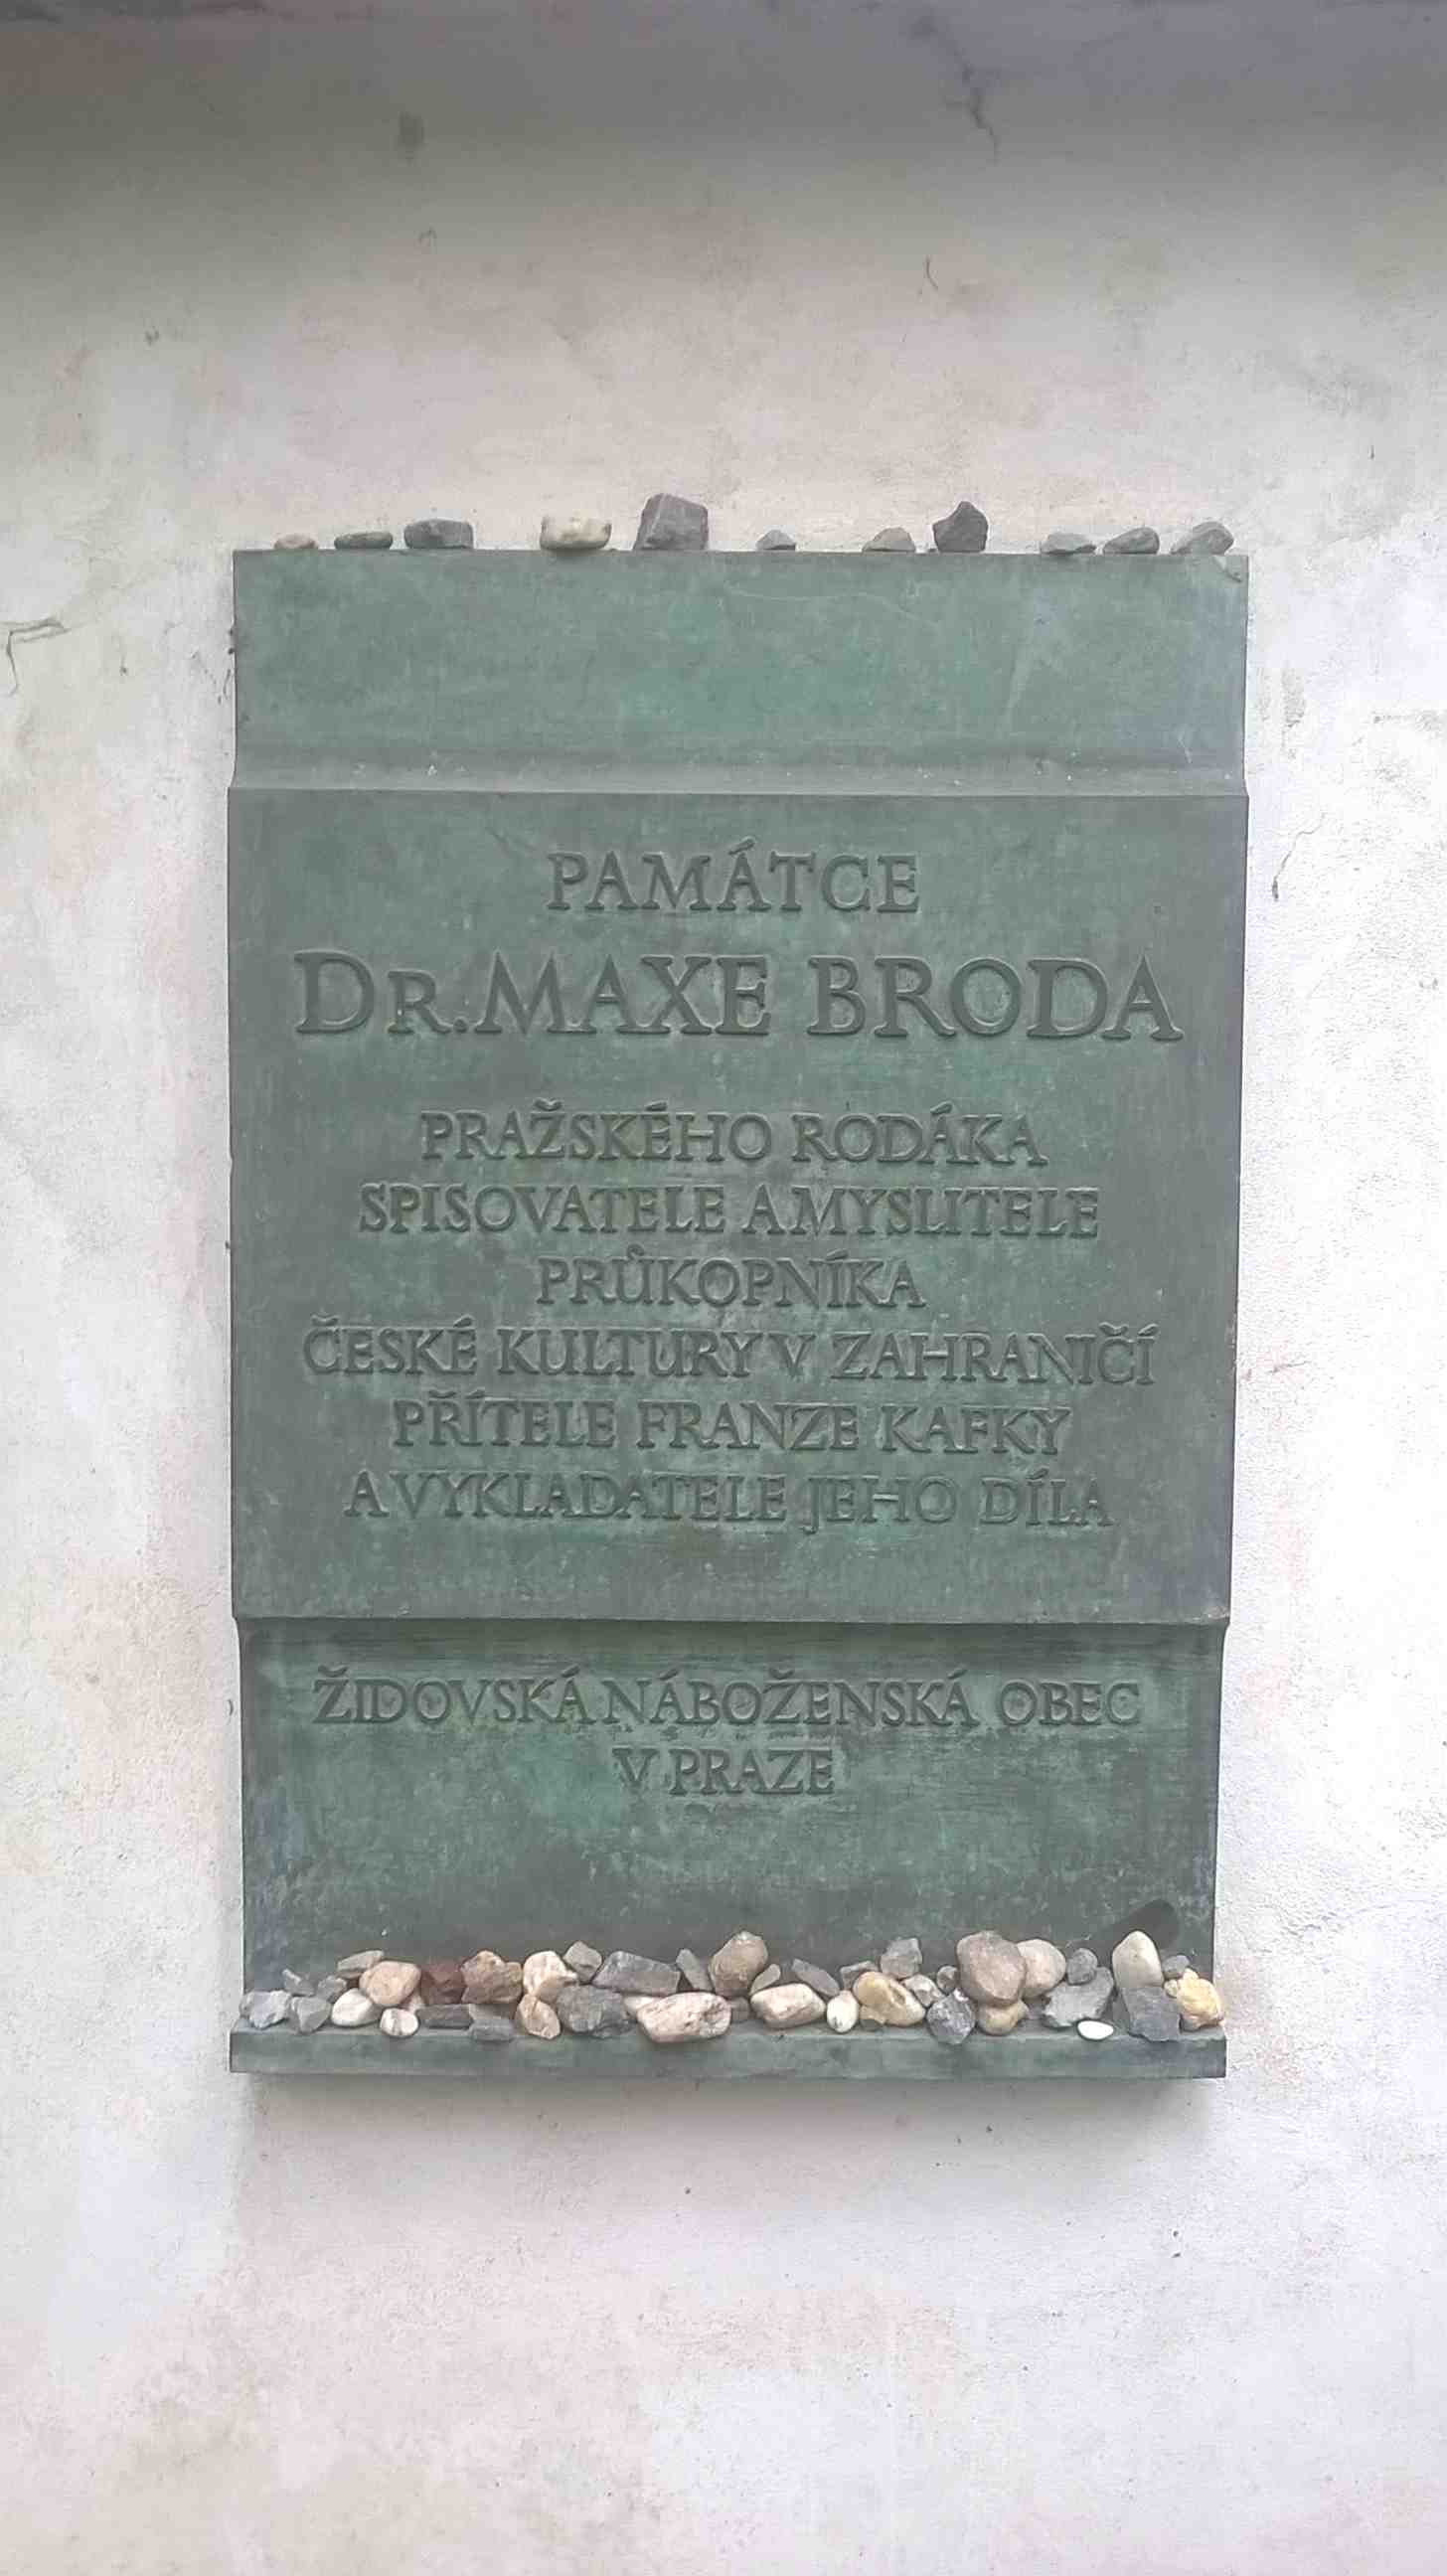 PAMÁTCE
DR. MAXE BRODA
PRAŽSKÉHO RODÁKA
SPISOVATELE A MYSLITELE
PRŮKOPNÍKA
ČESKÉ KULTURY V ZAHRANIČÍ
PŘÍTELE FRANZE KAFKY
A VYKLADATELE JEHO DÍLA
ŽIDOVSKÁ NÁBOŽENSKÁ OBEC
V PRAZE